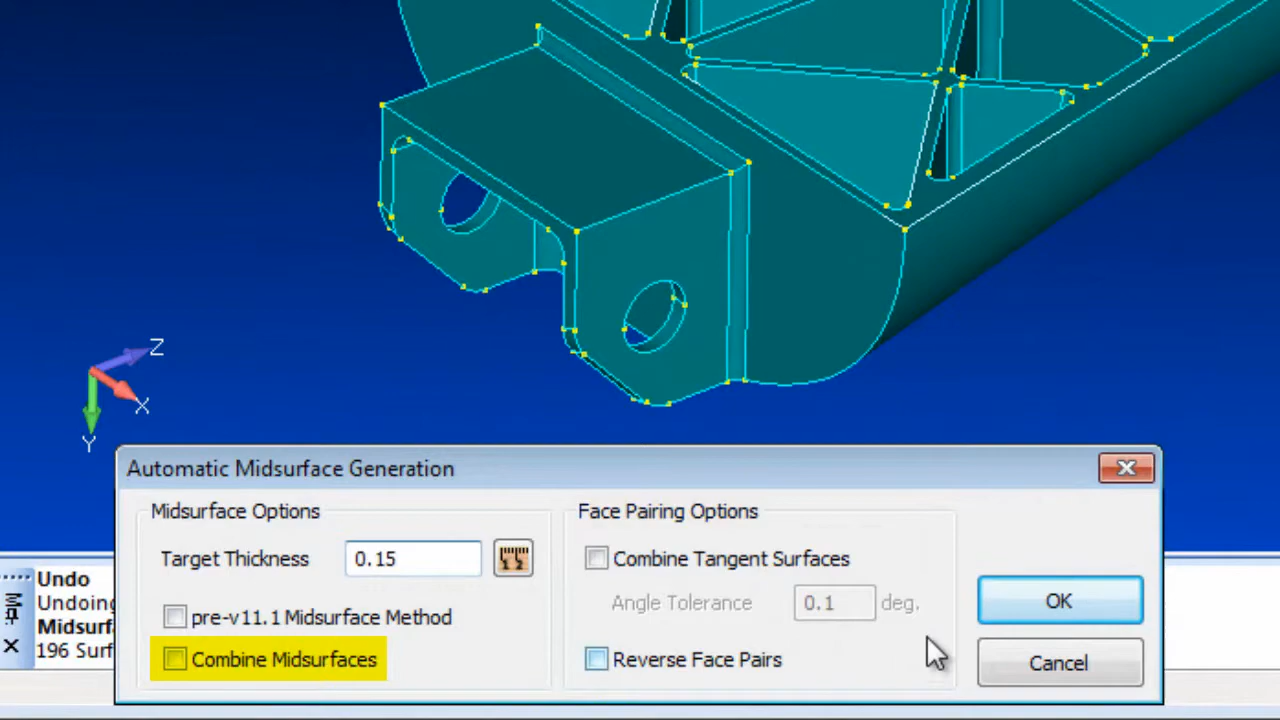 Z
X
Y
Automatic Midsurface Generation
Midsurface Options
Face Pairing Options
Target Thickness
0.15
Combine Tangent Surfaces
Angle Tolerance
0.1
deg.
pre-v11.1 Midsurface Method
Combine Midsurfaces
Reverse Face Pairs
OK
Cancel
Undo
Undoing
Midsurf
196 Surf